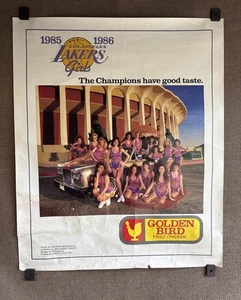 1985 1986
LOS ANGELES
LAKERS
Girls
The Champions have good taste.
GOLDEN
BIRD
FRIED CHICKEN